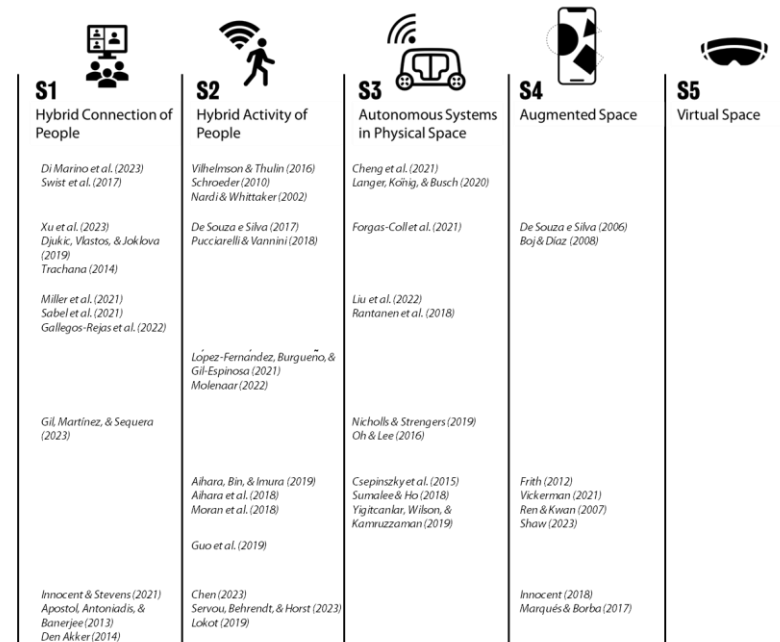 S1
Hybrid Connection of
People
S2
Hybrid Activity of
People
S3
Autonomous Systems
in Physical Space
S4
Augmented Space
S5
Virtual Space
Di Marino et al. (2023)
Swist et al. (2017)
Vilhelmson & Thulin (2016)
Schroeder (2010)
Nardi & Whittaker (2002)
Cheng et al. (2021)
Langer, König, & Busch (2020)
Xu et al. (2023)
Djukic, Vlastos, & Joklova
(2019)
Trachana (2014)
De Souza e Silva (2017)
Pucciarelli & Vannini (2018)
Forgas-Coll et al. (2021)
De Souza e Silva (2006)
Boj & Díaz (2008)
Miller et al. (2021)
Sabel et al. (2021)
Gallegos-Rejas et al. (2022)
Liu et al. (2022)
Rantanen et al. (2018)
López-Fernández, Burgueño, &
Gil-Espinosa (2021)
Molenaar (2022)
Gil, Martínez, & Sequera
(2023)
Nicholls & Strengers (2019)
Oh & Lee (2016)
Aihara, Bin, & Imura (2019)
Aihara et al. (2018)
Moran et al. (2018)
Guo et al. (2019)
Csepinszky et al. (2015)
Sumalee & Ho (2018)
Yigitcanlar, Wilson, &
Kamruzzaman (2019)
Frith (2012)
Vickerman (2021)
Ren & Kwan (2007)
Shaw (2023)
Innocent & Stevens (2021)
Apostol, Antoniadis, &
Banerjee (2013)
Den Akker (2014)
Chen (2023)
Servou, Behrendt, & Horst (2023)
Lokot (2019)
Innocent (2018)
Marqués & Borba (2017)